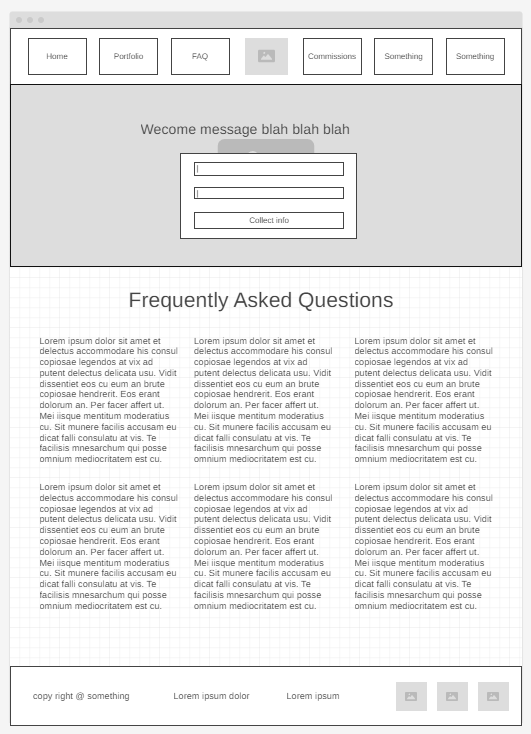 Home Portfolio FAQ Commissions Something Something
Wecome message blah blah blah
Collect info
Frequently Asked Questions
Lorem ipsum dolor sit amet et
delectus accommodare his consul
copiosae legendos at vix ad
putent delectus delicata usu. Vidit
dissentiet eos cu eum an brute
copiosae hendrerit. Eos erant
dolorum an. Per facer affert ut.
Mei iisque mentitum moderatius
cu. Sit munere facilis accusam eu
dicat falli consulatu at vis. Te
facilisis mnesarchum qui posse
omnium mediocritatem est cu.
Lorem ipsum dolor sit amet et
delectus accommodare his consul
copiosae legendos at vix ad
putent delectus delicata usu. Vidit
dissentiet eos cu eum an brute
copiosae hendrerit. Eos erant
dolorum an. Per facer affert ut.
Mei iisque mentitum moderatius
cu. Sit munere facilis accusam eu
dicat falli consulatu at vis. Te
facilisis mnesarchum qui posse
omnium mediocritatem est cu.
Lorem ipsum dolor sit amet et
delectus accommodare his consul
copiosae legendos at vix ad
putent delectus delicata usu. Vidit
dissentiet eos cu eum an brute
copiosae hendrerit. Eos erant
dolorum an. Per facer affert ut.
Mei iisque mentitum moderatius
cu. Sit munere facilis accusam eu
dicat falli consulatu at vis. Te
facilisis mnesarchum qui posse
omnium mediocritatem est cu.
Lorem ipsum dolor sit amet et
delectus accommodare his consul
copiosae legendos at vix ad
putent delectus delicata usu. Vidit
dissentiet eos cu eum an brute
copiosae hendrerit. Eos erant
dolorum an. Per facer affert ut.
Mei iisque mentitum moderatius
cu. Sit munere facilis accusam eu
dicat falli consulatu at vis. Te
facilisis mnesarchum qui posse
omnium mediocritatem est cu.
Lorem ipsum dolor sit amet et
delectus accommodare his consul
copiosae legendos at vix ad
putent delectus delicata usu. Vidit
dissentiet eos cu eum an brute
copiosae hendrerit. Eos erant
dolorum an. Per facer affert ut.
Mei iisque mentitum moderatius
cu. Sit munere facilis accusam eu
dicat falli consulatu at vis. Te
facilisis mnesarchum qui posse
omnium mediocritatem est cu.
Lorem ipsum dolor sit amet et
delectus accommodare his consul
copiosae legendos at vix ad
putent delectus delicata usu. Vidit
dissentiet eos cu eum an brute
copiosae hendrerit. Eos erant
dolorum an. Per facer affert ut.
Mei iisque mentitum moderatius
cu. Sit munere facilis accusam eu
dicat falli consulatu at vis. Te
facilisis mnesarchum qui posse
omnium mediocritatem est cu.
copy right @ something Lorem ipsum dolor Lorem ipsum